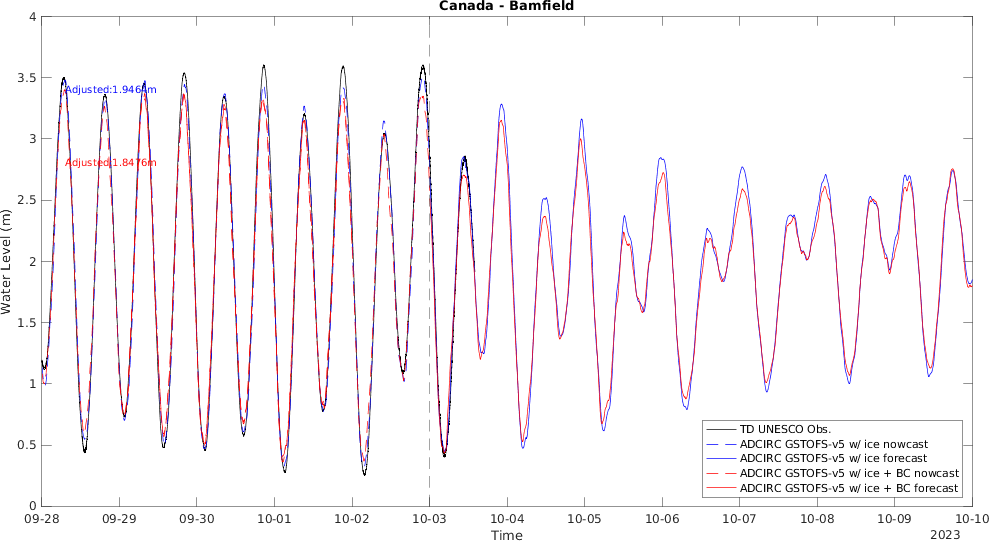 Canada - Bamfield
Water Level (m)
4
3.5
3
2.5
2
1.5
1
0.5
0
Adjusted:1.946m
Adjusted:1.8476m
TD UNESCO Obs.
ADCIRC GSTOFS-v5 w/ ice nowcast
ADCIRC GSTOFS-v5 w/ ice forecast
ADCIRC GSTOFS-v5 w/ ice + BC nowcast
ADCIRC GSTOFS-v5 w/ ice + BC forecast
09-28 09-29 09-30 10-01 10-02 10-03 10-04 10-05 10-06 10-07 10-08 10-09 10-10
Time
2023